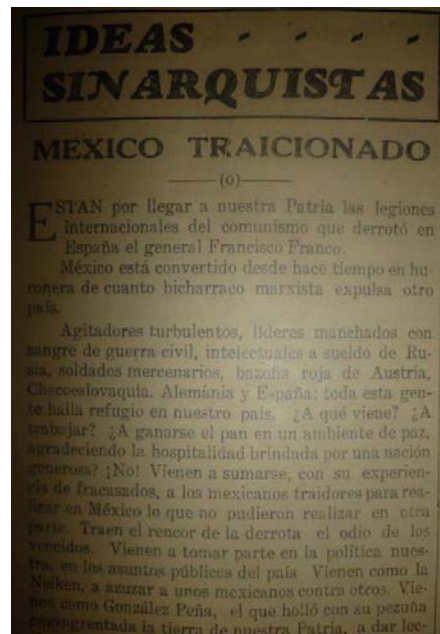 IDEAS - - - -
SINARQUISTAS
MEXICO TRAICIONADO
(o)
ESTAN por llegar a nuestra Patria las legiones
internacionales del comunismo que derrotó en
España el general Francisco Franco.
México está convertido desde hace tiempo en hu-
ronera de cuanto bicharraco marxista expulsa otro
país.
Agitadores turbulentos, líderes manchados con
sangre de guerra civil, intelectuales a sueldo de Ru-
sia, soldados mercenarios, bazofia roja de Austria,
Checoeslovaquia, Alemania y España: toda esta gen-
te halla refugio en nuestro país. ¿A qué viene? ¿A
trabajar? ¿A ganarse el pan en un ambiente de paz,
agradeciendo la hospitalidad brindada por una nación
generosa? ¡No! Vienen a sumarse, con su experien-
cia de fracasados, a los mexicanos traidores para rea-
lizar en México lo que no pudieron realizar en otra
parte. Traen el rencor de la derrota el odio de los
vencidos. Vienen a tomar parte en la política nues-
tra, en los asuntos públicos del país Vienen como la
Nelken, a azuzar a unos mexicanos contra otros. Vie-
nen como González Peña, el que holló con su pezuña
ensangrentada la tierra de nuestra Patria, a dar lec-